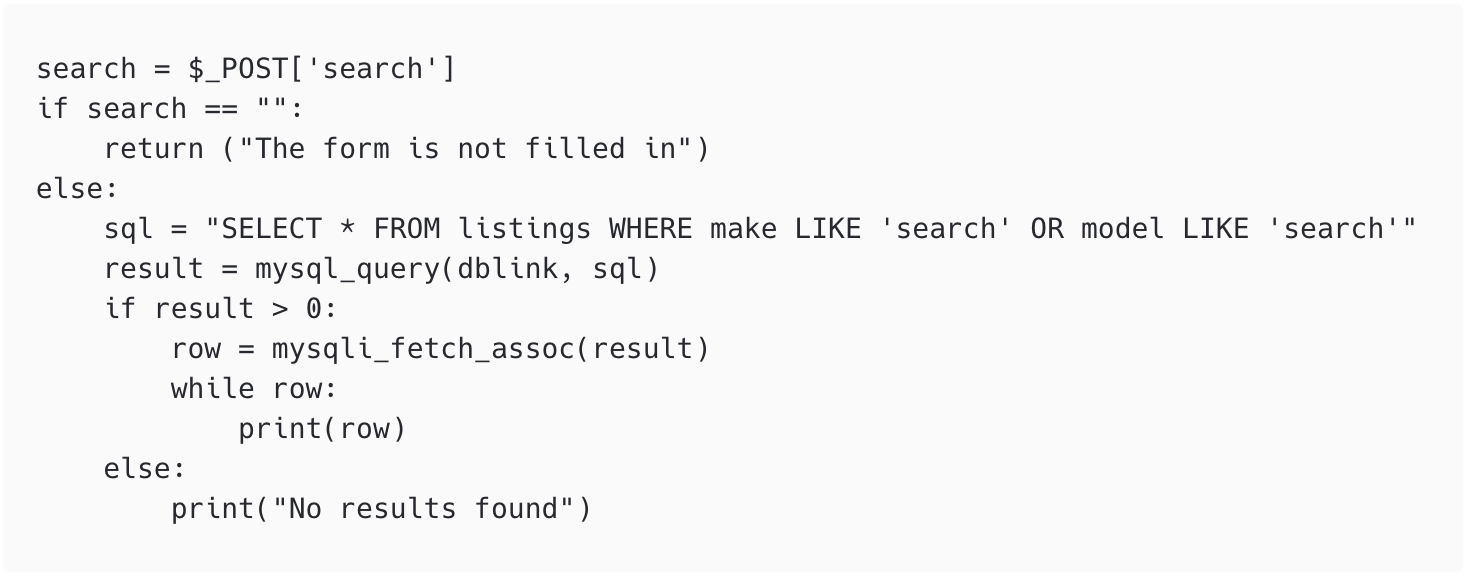 search = $_POST['search']
if search == "":
    return ("The form is not filled in")
else:
    sql = "SELECT * FROM listings WHERE make LIKE 'search' OR model LIKE 'search'"
    result = mysql_query(dblink, sql)
    if result > 0:
        row = mysqli_fetch_assoc(result)
        while row:
            print(row)
    else:
        print("No results found")